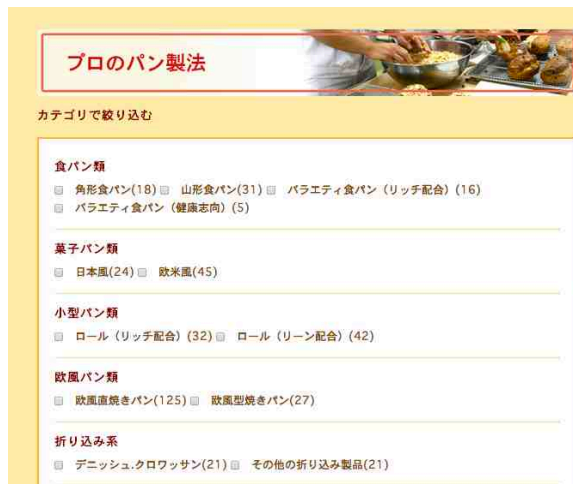 プロのパン製法
カテゴリで絞り込む
食パン類
角形食パン(18) 山形食パン(31) バラエティ食パン（リッチ配合）(16)
バラエティ食パン（健康志向）(5)
菓子パン類
日本風(24) 欧米風(45)
小型パン類
ロール（リッチ配合）(32) ロール（リーン配合）(42)
欧風パン類
欧風直焼きパン(125) 欧風型焼きパン(27)
折り込み系
デニッシュ.クロワッサン(21) その他の折り込み製品(21)